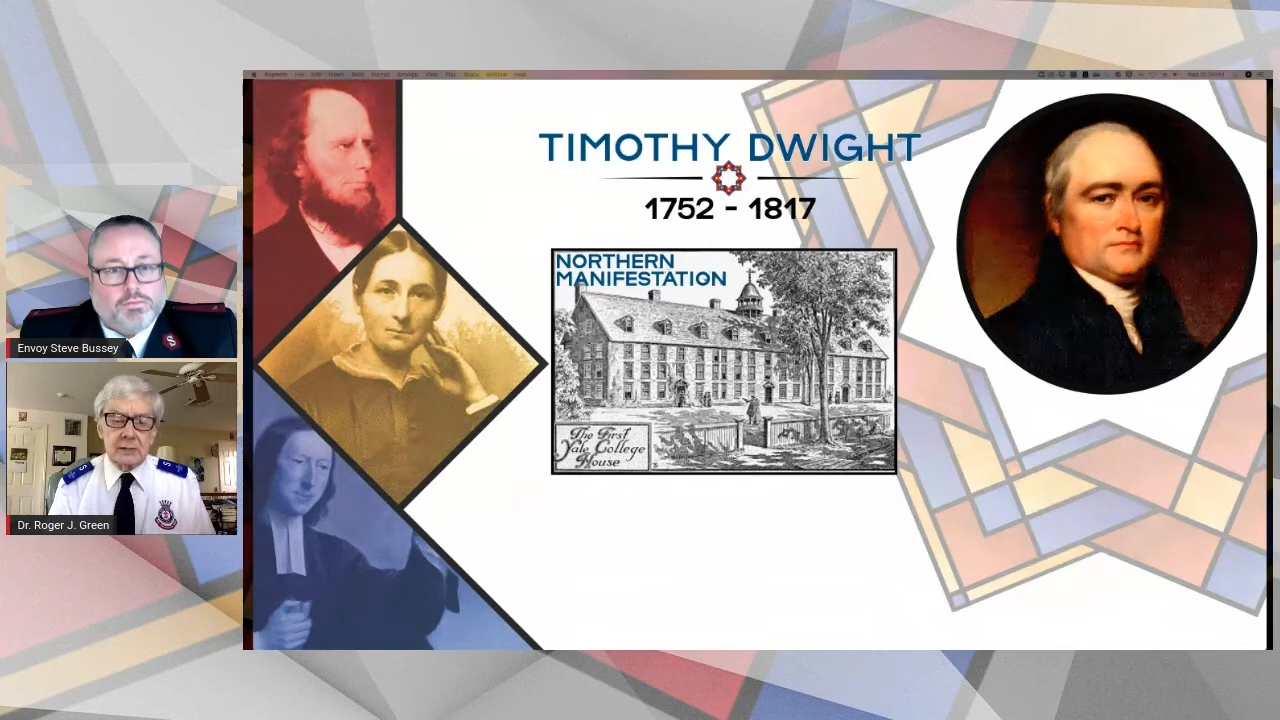 TIMOTHY DWIGHT
1752 - 1817
NORTHERN
MANIFESTATION
The First
Yale College
House
Envoy Steve Bussey
S
Dr. Roger J. Green
S
S